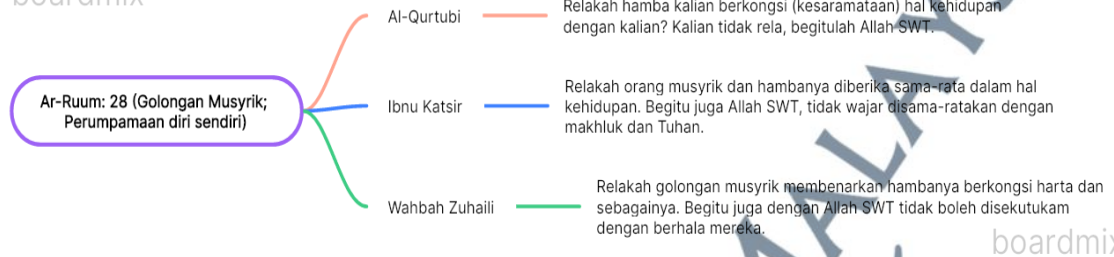 boardmix
Al-Qurtubi
Relakah hamba kalian berkongsi (kesaramataan) hal kehidupan
dengan kalian? Kalian tidak rela, begitulah Allah SWT.
Ar-Ruum: 28 (Golongan Musyrik;
Perumpamaan diri sendiri)
Ibnu Katsir
Relakah orang musyrik dan hambanya diberika sama-rata dalam hal
kehidupan. Begitu juga Allah SWT, tidak wajar disama-ratakan dengan
makhluk dan Tuhan.
Wahbah Zuhaili
Relakah golongan musyrik membenarkan hambanya berkongsi harta dan
sebagainya. Begitu juga dengan Allah SWT tidak boleh disekutukam
dengan berhala mereka.
MALAY
boardmix